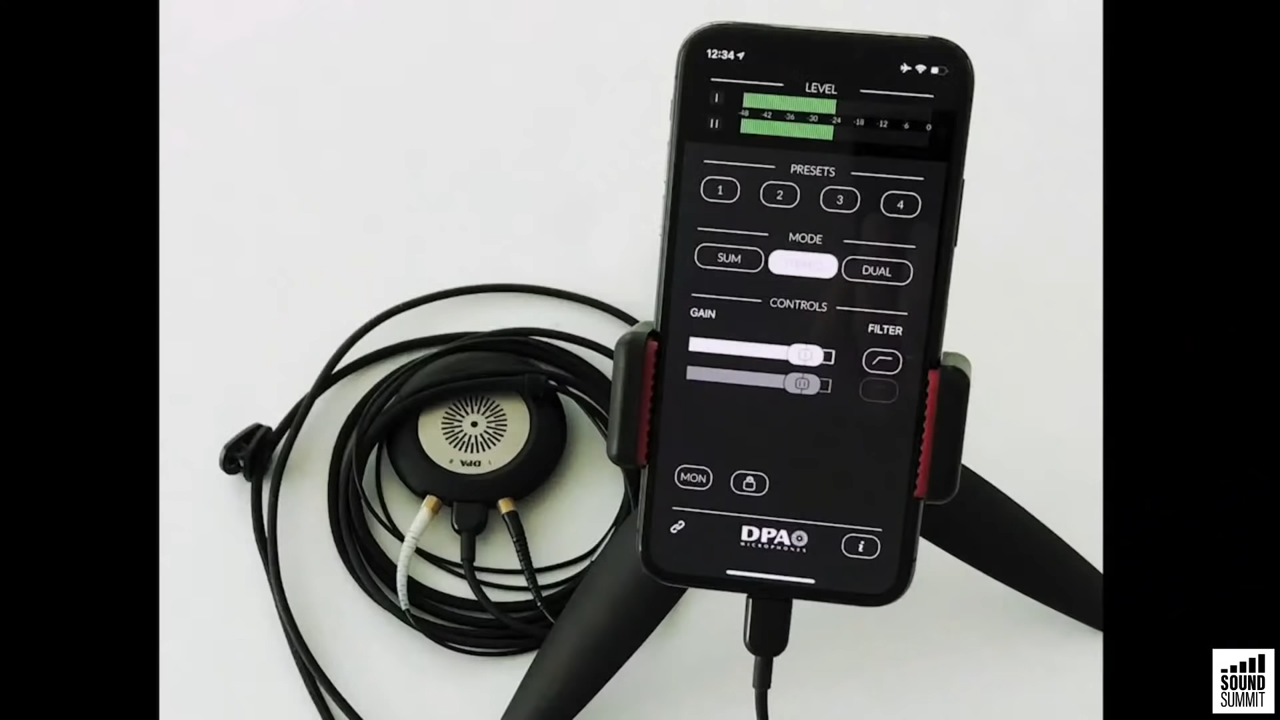 12:34
LEVEL
I
-48 -42 -36 -30 -24 -18 -12 -6 0
II
PRESETS
1 2 3 4
MODE
SUM DUAL
CONTROLS
GAIN
FILTER
I
II
MON
DPA
MICROPHONES
i
DPA
SOUND
SUMMIT